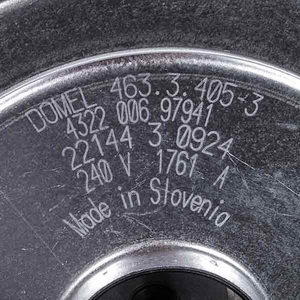 DOMEL 463.3.405-3
4322 006 97941
22144 3 0924
240 V 1761 A
Made in Slovenia